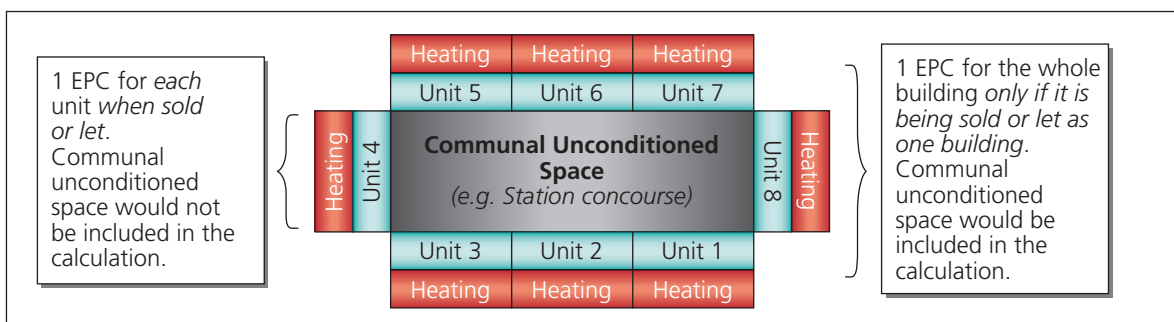 1 EPC for each
unit when sold
or let.
Communal
unconditioned
space would not
be included in the
calculation.
Heating Heating Heating
Unit 5 Unit 6 Unit 7
Heating
Unit 4
Communal Unconditioned
Space
(e.g. Station concourse)
Unit 8
Heating
Unit 3 Unit 2 Unit 1
Heating Heating Heating
1 EPC for the whole
building only if it is
being sold or let as
one building.
Communal
unconditioned
space would be
included in the
calculation.